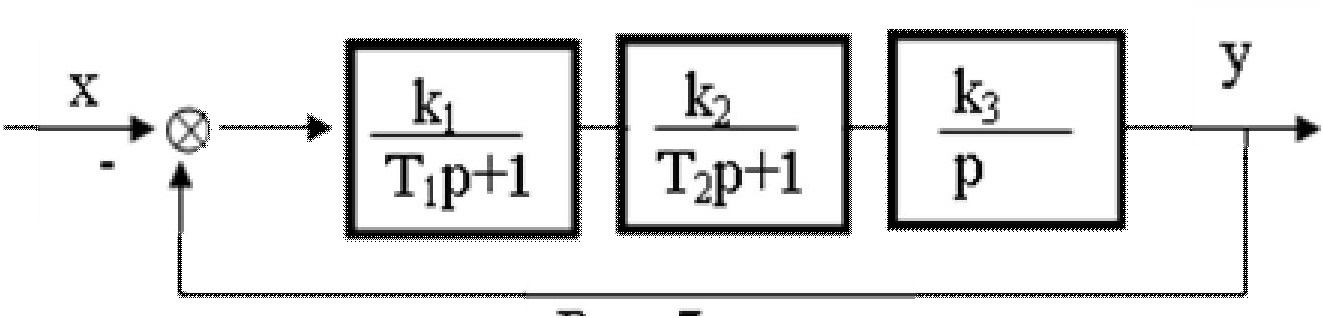 x
-
k₁
T₁p+1
k₂
T₂p+1
k₃
p
y